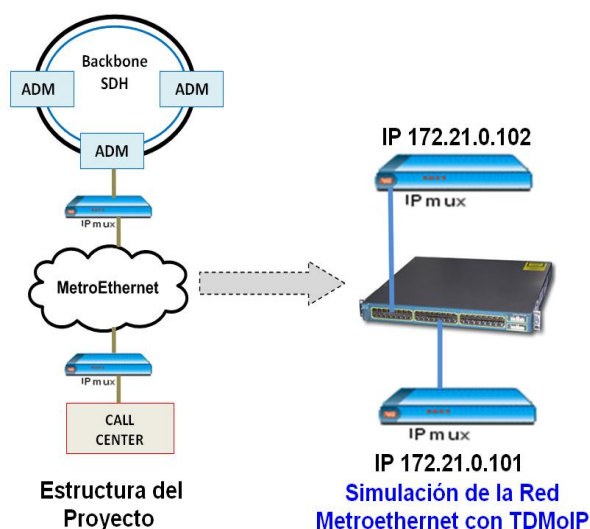 Backbone
SDH
ADM
ADM
ADM
IPmux
MetroEthernet
IPmux
CALL
CENTER
Estructura del
Proyecto
IP 172.21.0.102
IPmux
IPmux
IP 172.21.0.101
Simulación de la Red
Metroethernet con TDMoIP